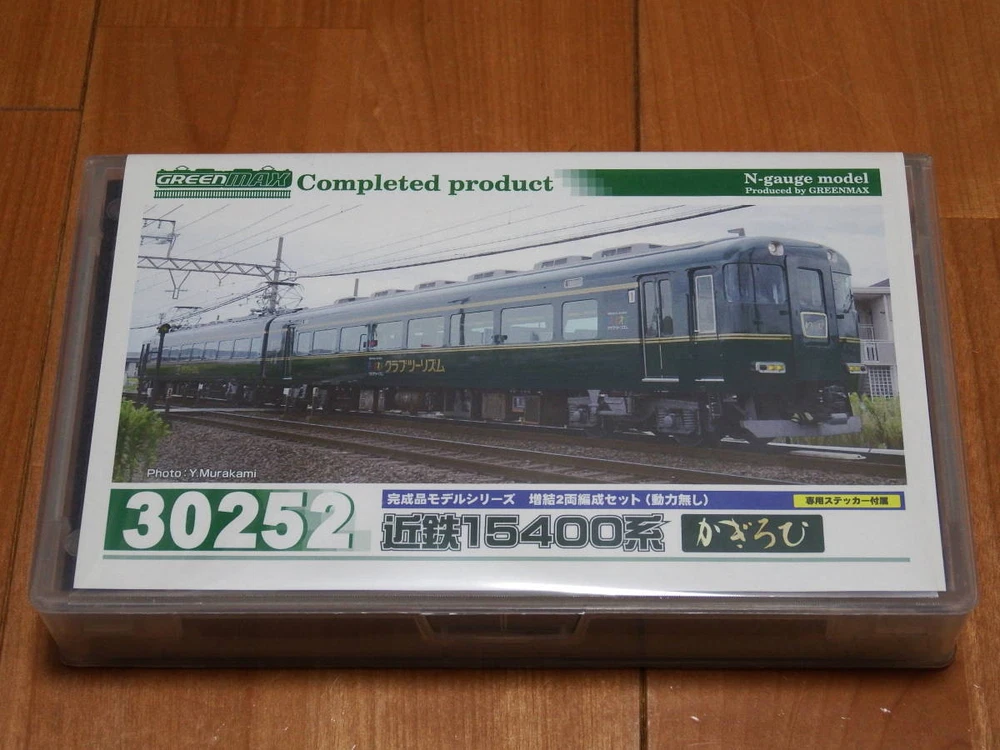 GREENMAX Completed product
N-gauge model
Produced by GREENMAX
クラブツーリズム
Photo：Y.Murakami
30252
完成品モデルシリーズ 増結2両編成セット（動力無し）
専用ステッカー付属
近鉄15400系
かぎろひ